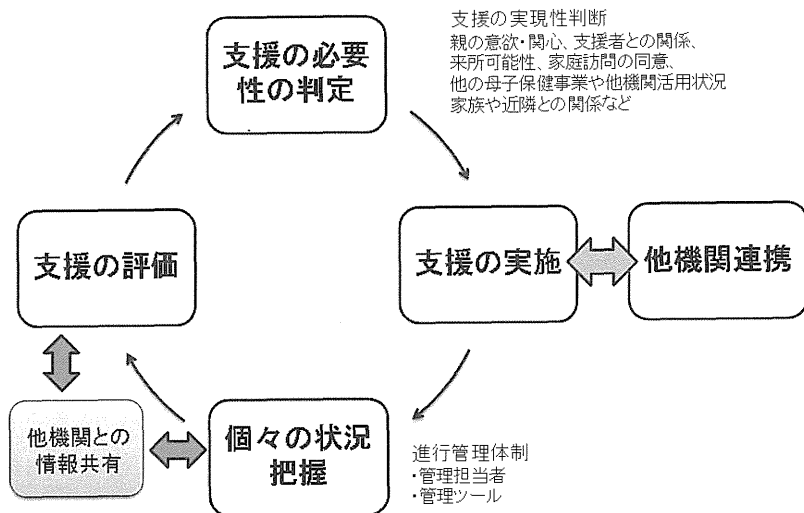 支援の必要
性の判定
支援の実現性判断
親の意欲・関心、支援者との関係、
来所可能性、家庭訪問の同意、
他の母子保健事業や他機関活用状況
家族や近隣との関係など
支援の評価
支援の実施
他機関連携
他機関との
情報共有
個々の状況
把握
進行管理体制
・管理担当者
・管理ツール